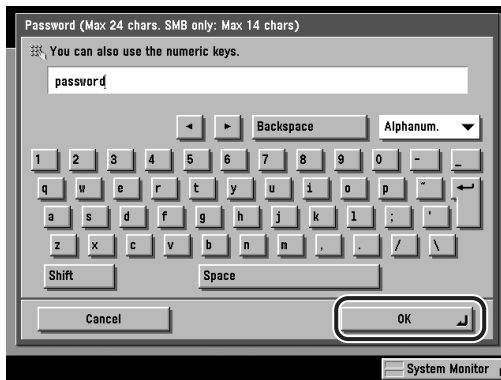 Password (Max 24 chars. SMB only: Max 14 chars)
You can also use the numeric keys.
password
◄ ► Backspace Alphanum. ▼
1 2 3 4 5 6 7 8 9 0 - _
q w e r t y u i o p ~ ↵
a s d f g h j k l ; '
z x c v b n m , . / \
Shift Space
Cancel OK
System Monitor